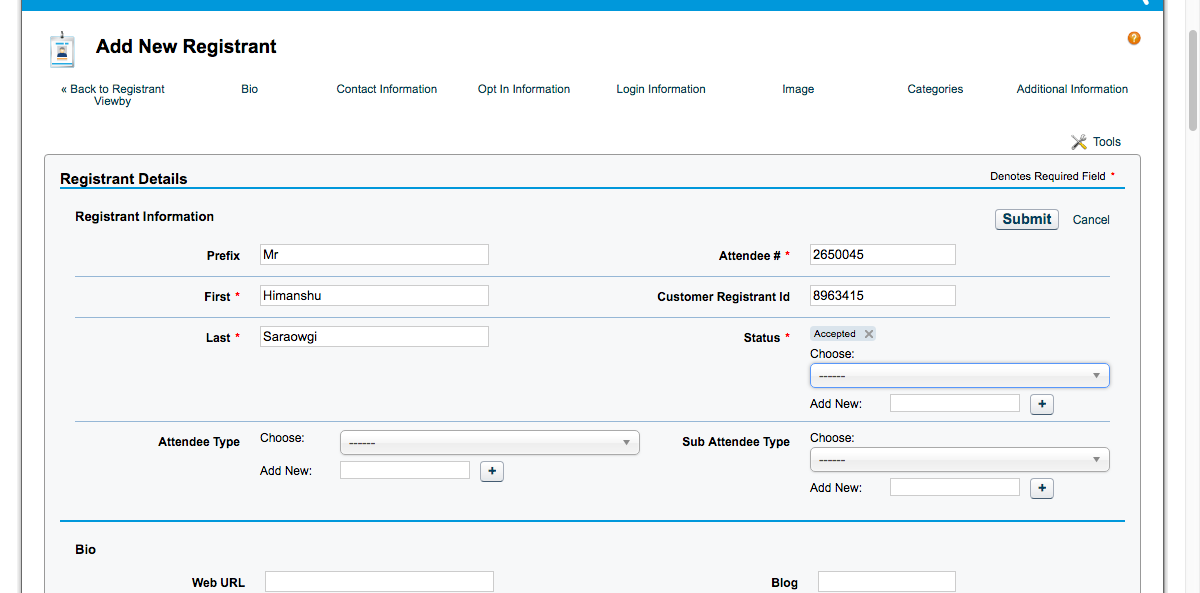 Add New Registrant
?
« Back to Registrant Viewby
Bio
Contact Information
Opt In Information
Login Information
Image
Categories
Additional Information
Tools
Registrant Details
Denotes Required Field *
Registrant Information
Submit Cancel
Prefix Mr
Attendee # * 2650045
First * Himanshu
Customer Registrant Id 8963415
Last * Saraowgi
Status * Accepted
Choose:
------
Add New: +
Attendee Type Choose: ------
Add New: +
Sub Attendee Type Choose:
------
Add New: +
Bio
Web URL
Blog